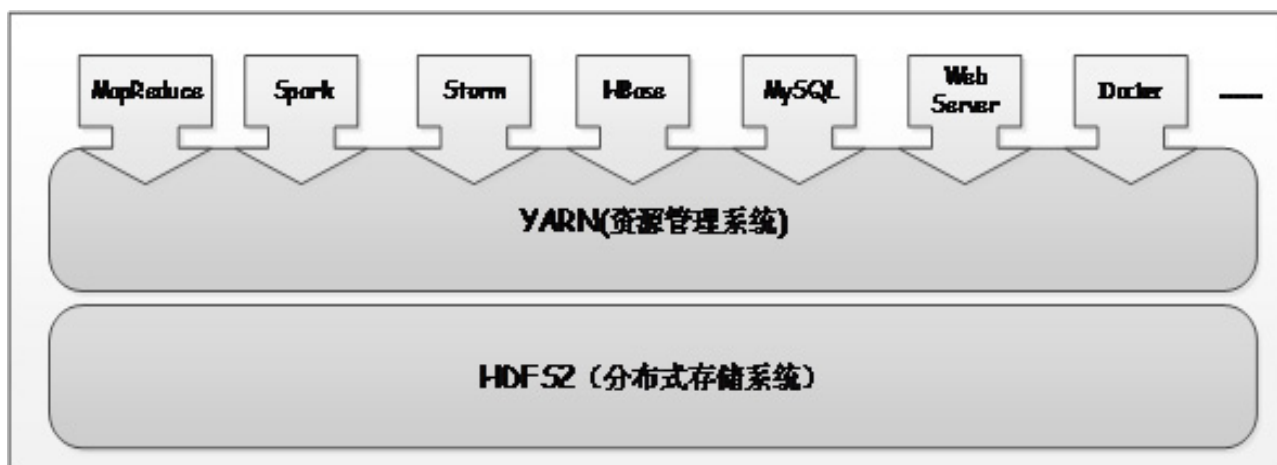 MapReduce
Spark
Storm
HBase
MySQL
Web
Server
Docker
YARN(资源管理系统)
HDFS2（分布式存储系统）